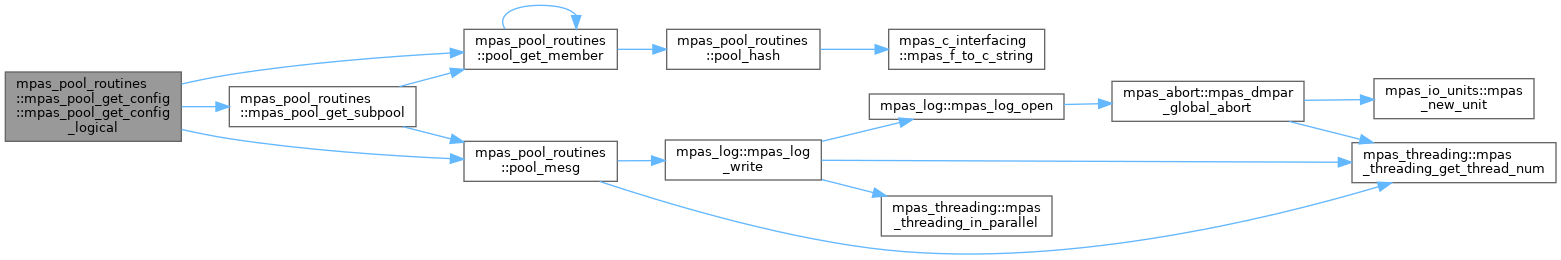 mpas_pool_routines
::mpas_pool_get_config
::mpas_pool_get_config
_logical
mpas_pool_routines
::pool_get_member
mpas_pool_routines
::pool_hash
mpas_c_interfacing
::mpas_f_to_c_string
mpas_pool_routines
::mpas_pool_get_subpool
mpas_pool_routines
::pool_mesg
mpas_log::mpas_log
_write
mpas_log::mpas_log_open
mpas_abort::mpas_dmpar
_global_abort
mpas_io_units::mpas
_new_unit
mpas_threading::mpas
_threading_get_thread_num
mpas_threading::mpas
_threading_in_parallel